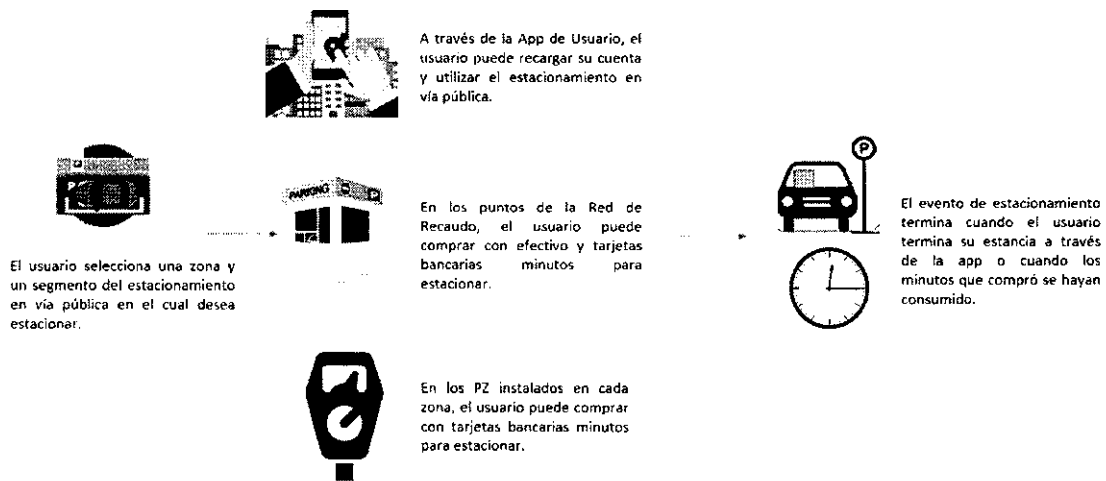 A través de la App de Usuario, el
usuario puede recargar su cuenta
y utilizar el estacionamiento en
vía pública.
El usuario selecciona una zona y
un segmento del estacionamiento
en vía pública en el cual desea
estacionar.
PARKING
En los puntos de la Red de
Recaudo, el usuario puede
comprar con efectivo y tarjetas
bancarias minutos para
estacionar.
En los PZ instalados en cada
zona, el usuario puede comprar
con tarjetas bancarias minutos
para estacionar.
P
El evento de estacionamiento
termina cuando el usuario
termina su estancia a través
de la app o cuando los
minutos que compró se hayan
consumido.